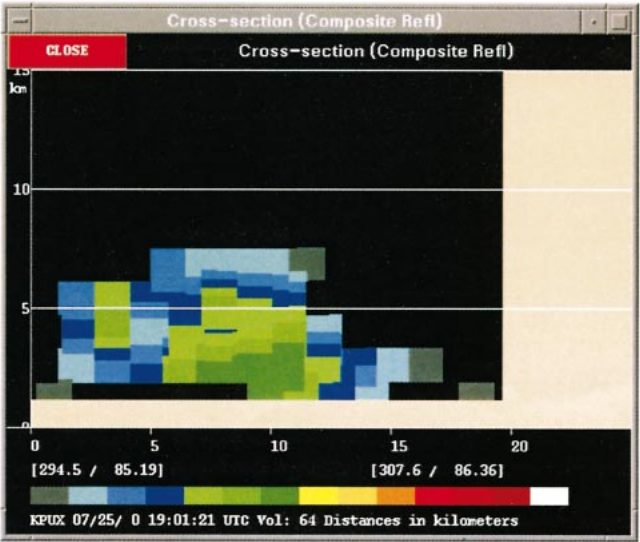 Cross-section (Composite Refl)
CLOSE
Cross-section (Composite Refl)
15
km
10
5
0
0 5 10 15 20
[294.5 / 85.19] [307.6 / 86.36]
KPUX 07/25/ 0 19:01:21 UTC Vol: 64 Distances in kilometers